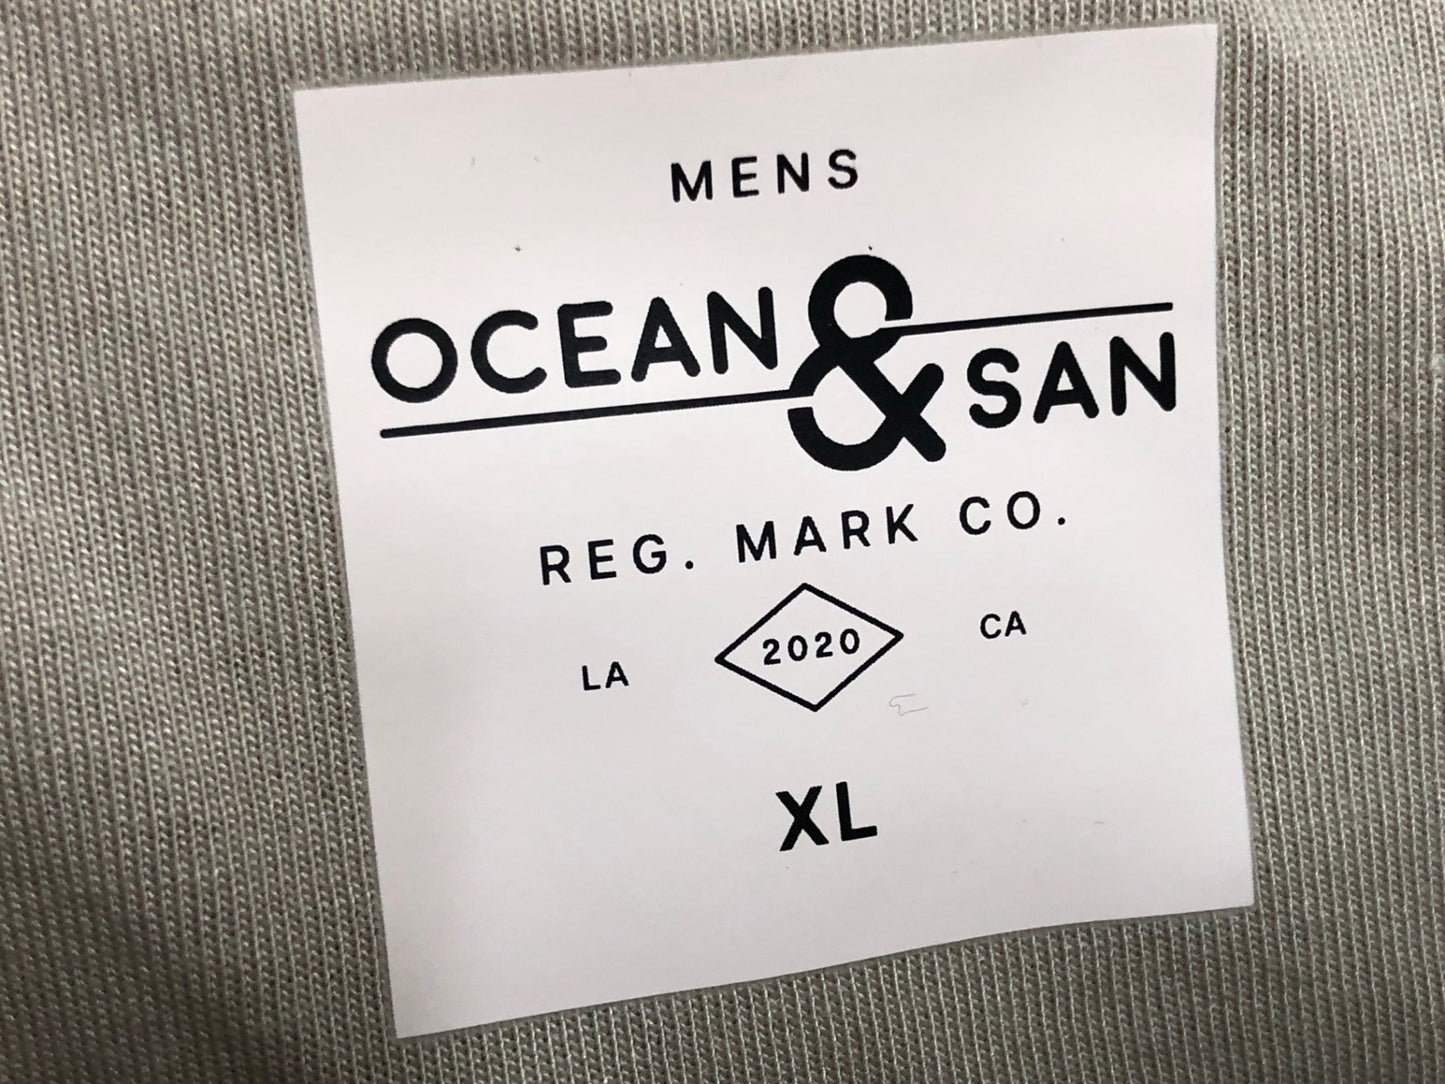 MENS
OCEAN & SAN
REG. MARK CO.
LA 2020 CA
XL